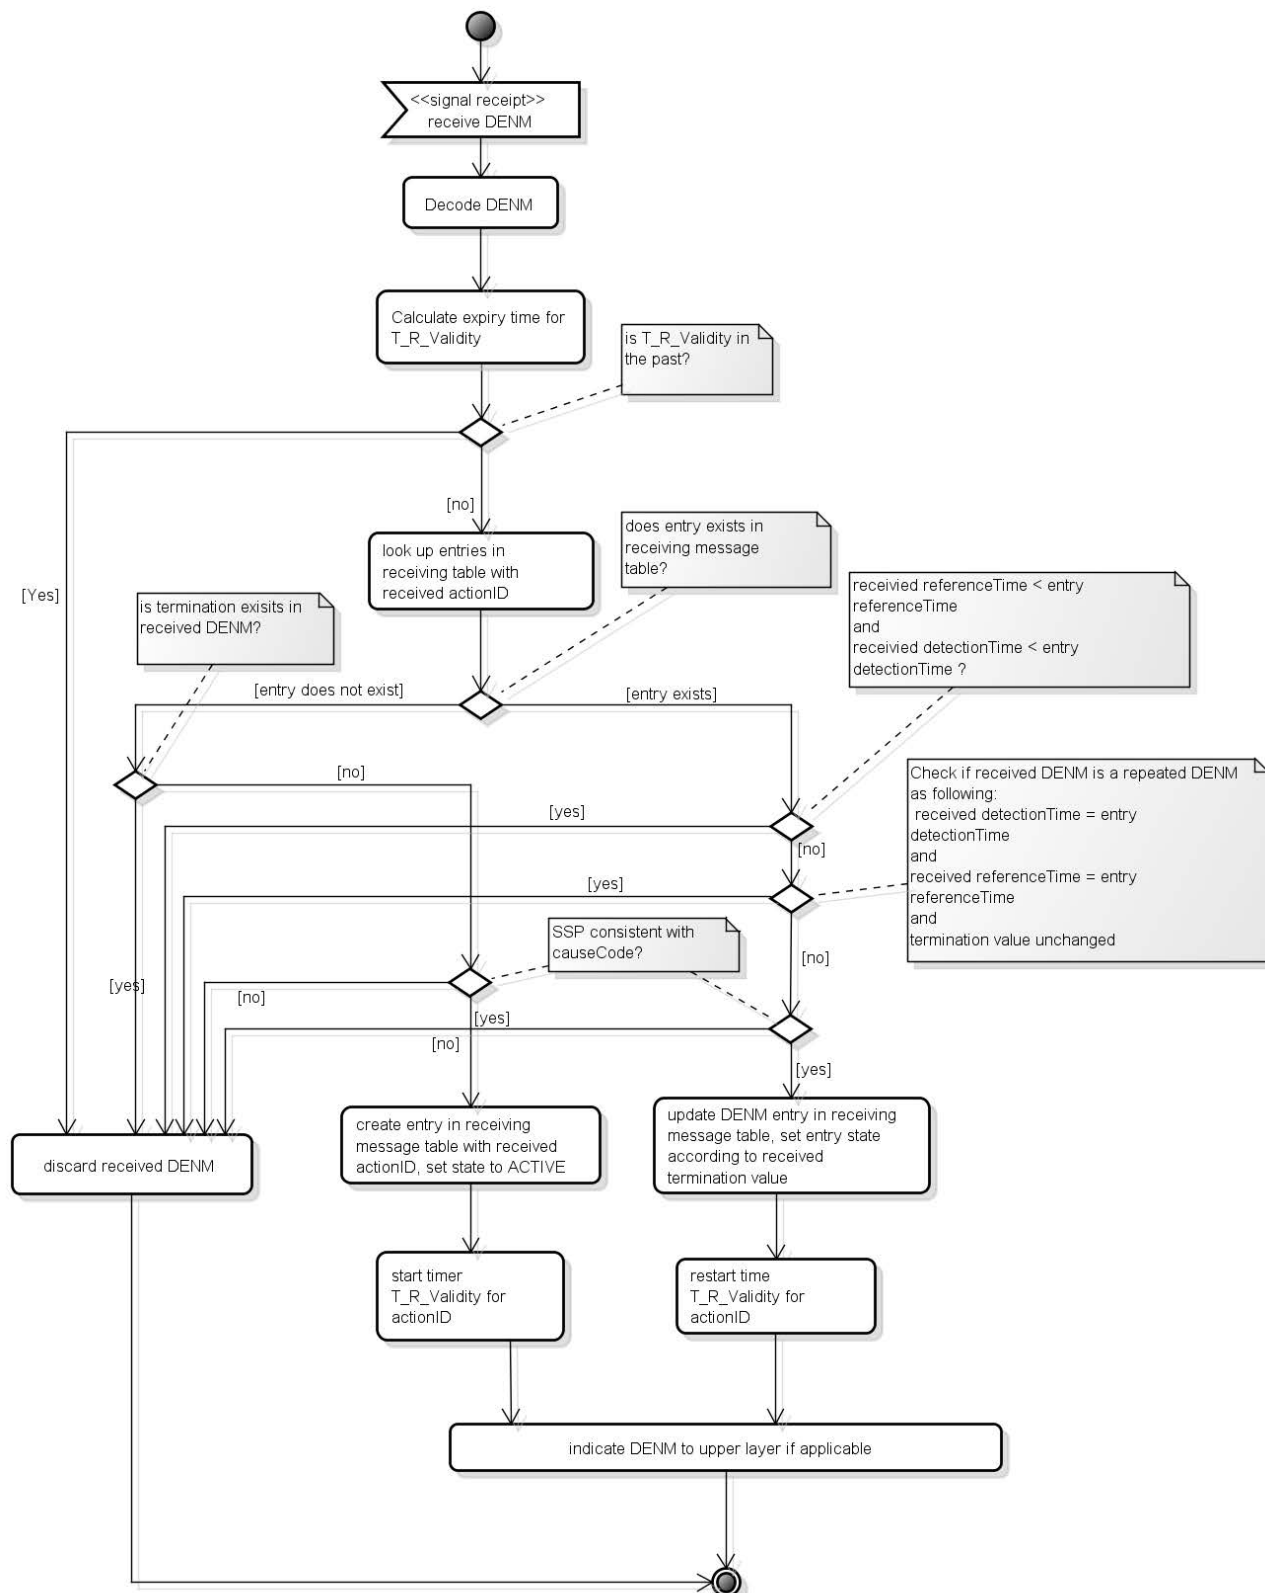 <<signal receipt>>
receive DENM
Decode DENM
Calculate expiry time for
T_R_Validity
is T_R_Validity in
the past?
[Yes]
[no]
look up entries in
receiving table with
received actionID
does entry exists in
receiving message
table?
is termination exisits in
received DENM?
[entry does not exist]
[entry exists]
receivied referenceTime < entry
referenceTime
and
receivied detectionTime < entry
detectionTime ?
[no]
[yes]
[no]
Check if received DENM is a repeated DENM
as following:
received detectionTime = entry
detectionTime
and
received referenceTime = entry
referenceTime
and
termination value unchanged
[yes]
[no]
SSP consistent with
causeCode?
[yes]
[no]
[yes]
[no]
[yes]
discard received DENM
create entry in receiving
message table with received
actionID, set state to ACTIVE
update DENM entry in receiving
message table, set entry state
according to received
termination value
start timer
T_R_Validity for
actionID
restart time
T_R_Validity for
actionID
indicate DENM to upper layer if applicable